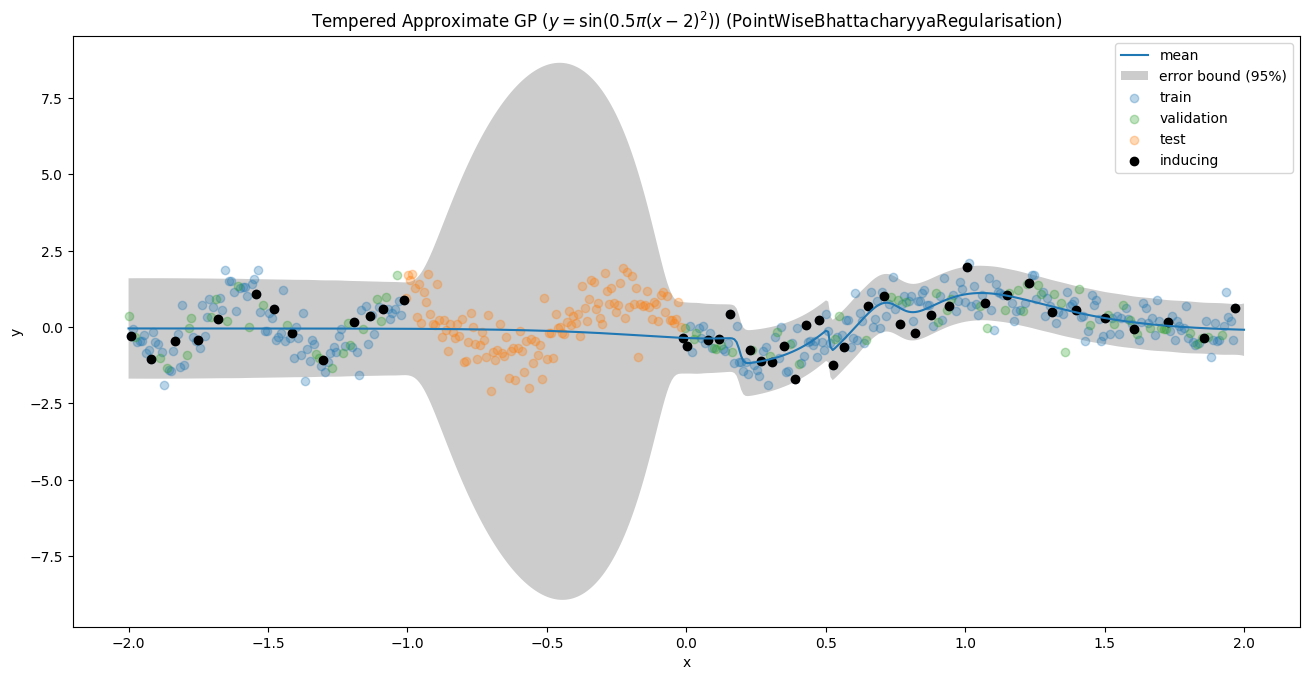 Tempered Approximate GP (y = sin(0.5π(x − 2)²)) (PointWiseBhattacharyyaRegularisation)
mean
error bound (95%)
train
validation
test
inducing
7.5
5.0
2.5
0.0
−2.5
−5.0
−7.5
y
−2.0
−1.5
−1.0
−0.5
0.0
0.5
1.0
1.5
2.0
x